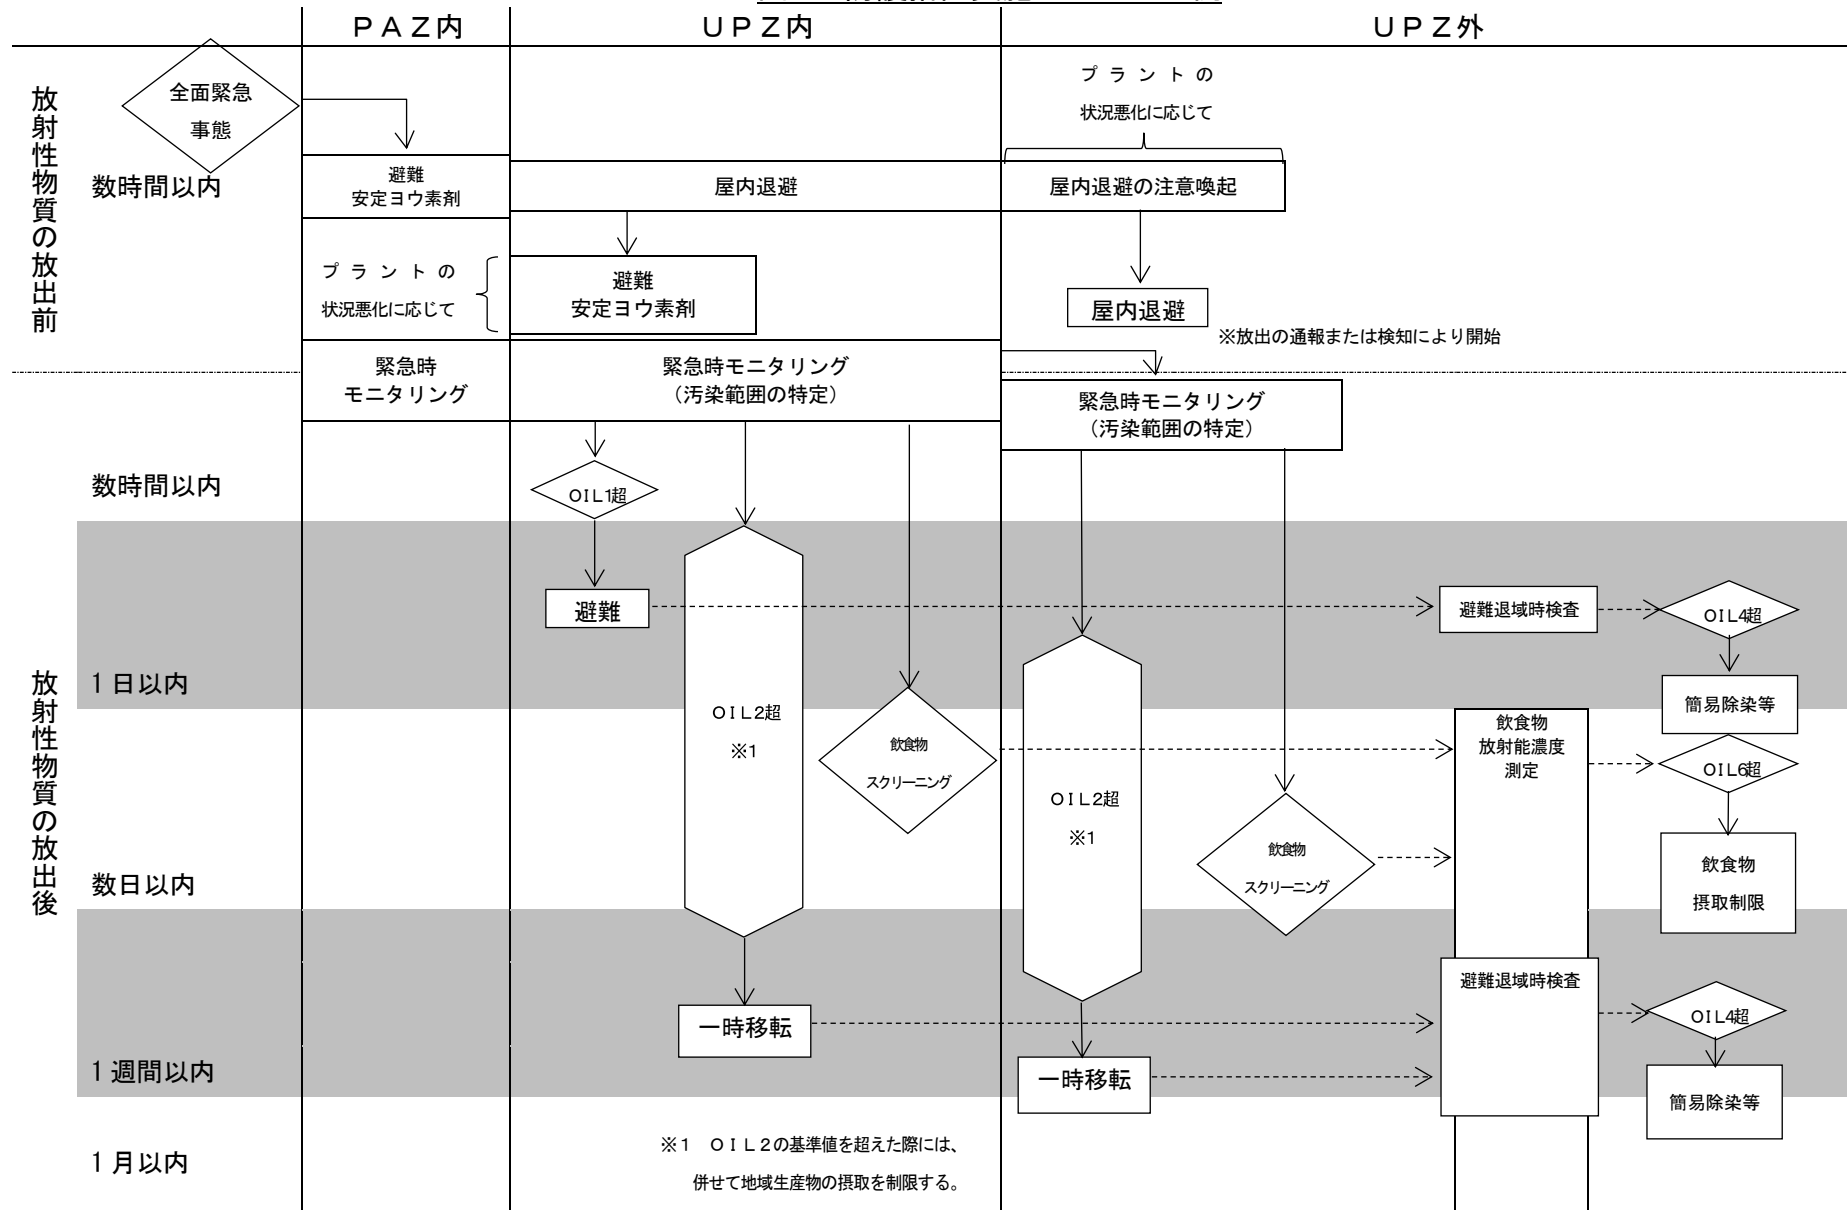 ＰＡＺ内
ＵＰＺ内
ＵＰＺ外
放射性物質の放出前
全面緊急
事態
数時間以内
避難
安定ヨウ素剤
屋内退避
プラントの
状況悪化に応じて
屋内退避の注意喚起
プラントの
状況悪化に応じて
避難
安定ヨウ素剤
屋内退避
※放出の通報または検知により開始
緊急時
モニタリング
緊急時モニタリング
（汚染範囲の特定）
緊急時モニタリング
（汚染範囲の特定）
放射性物質の放出後
数時間以内
ＯＩＬ1超
避難
避難退域時検査
ＯＩＬ4超
1日以内
簡易除染等
ＯＩＬ2超
※1
飲食物
スクリーニング
ＯＩＬ2超
※1
飲食物
スクリーニング
飲食物
放射能濃度
測定
ＯＩＬ6超
飲食物
摂取制限
数日以内
避難退域時検査
ＯＩＬ4超
一時移転
一時移転
簡易除染等
1週間以内
1月以内
※１　ＯＩＬ２の基準値を超えた際には、
併せて地域生産物の摂取を制限する。